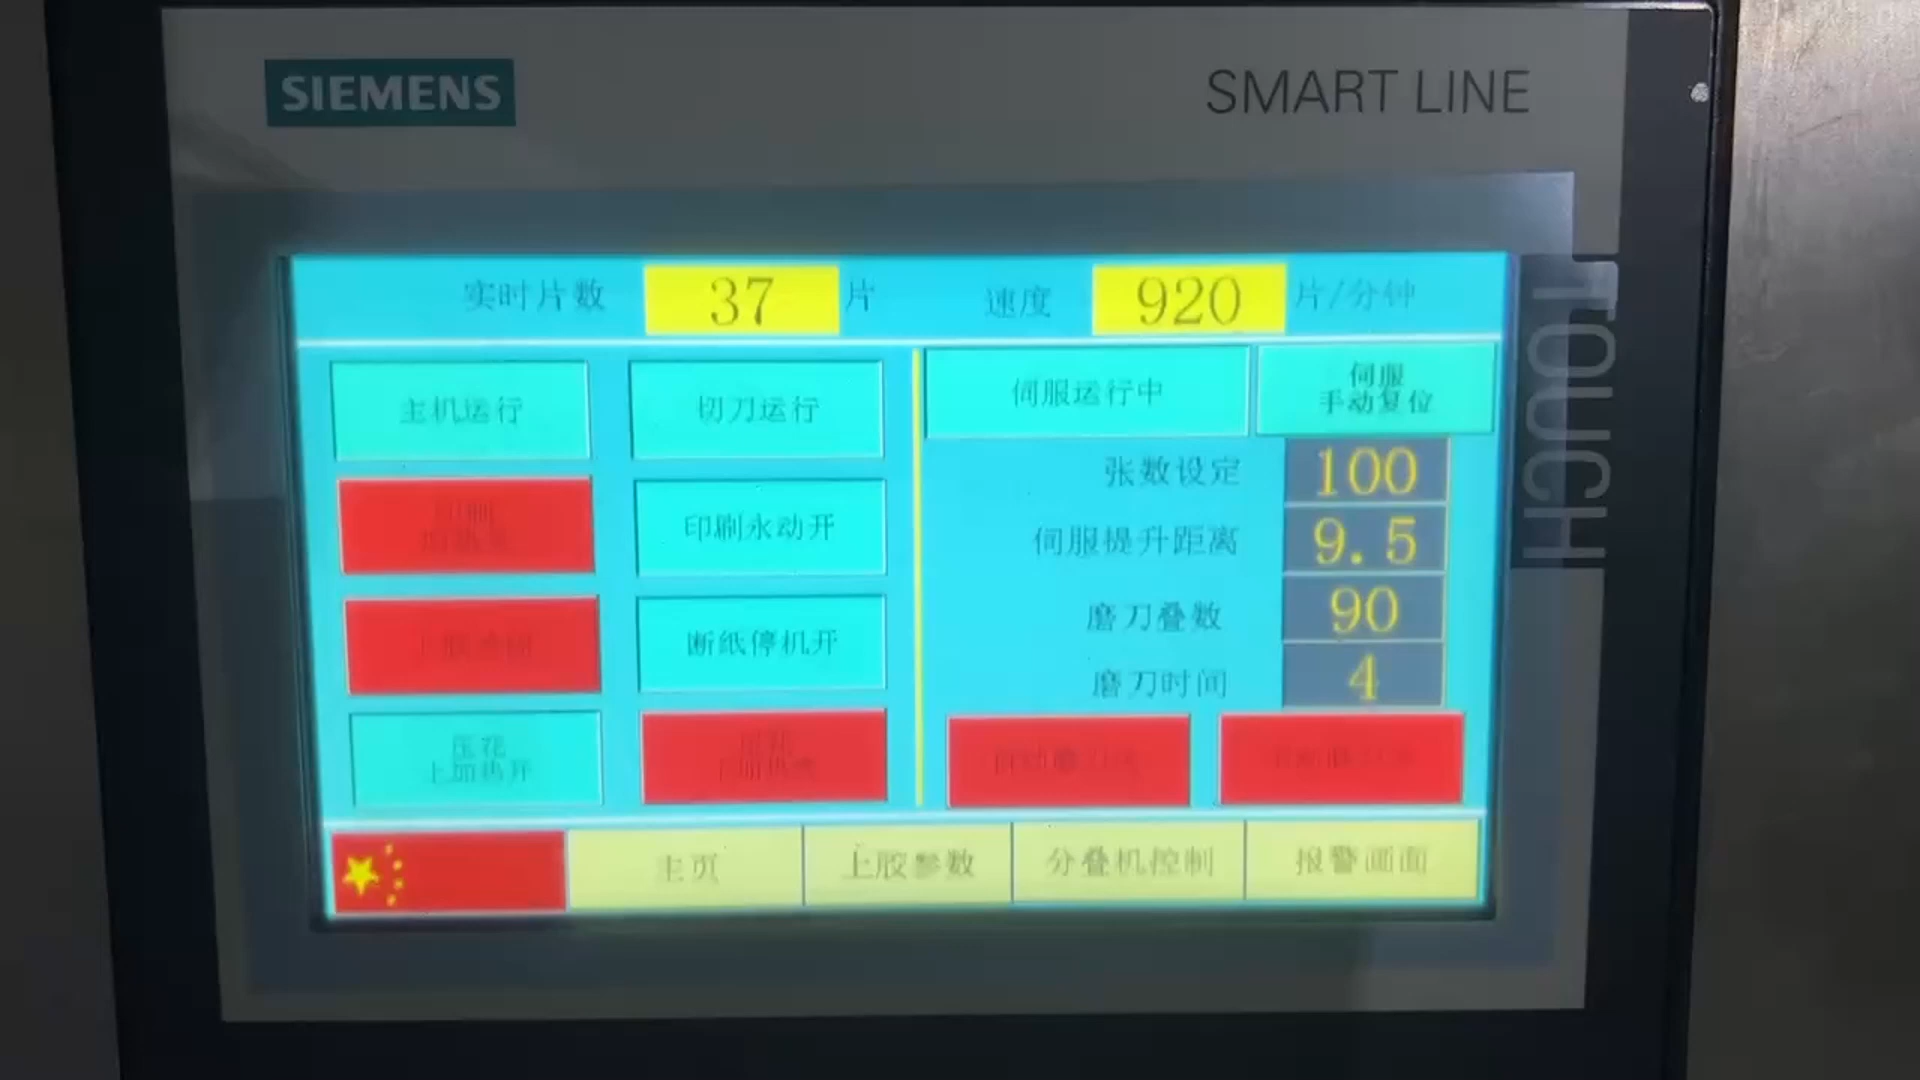 SIEMENS
SMART LINE
TOUCH
实时片数 37 片 速度 920 片/分钟
主机运行
切刀运行
伺服运行中
伺服
手动复位
张数设定 100
印刷
印刷永动开
伺服提升距离 9.5
断纸停机开
磨刀叠数 90
磨刀时间 4
压花
上加热开
主页
上胶参数
分叠机控制
报警画面